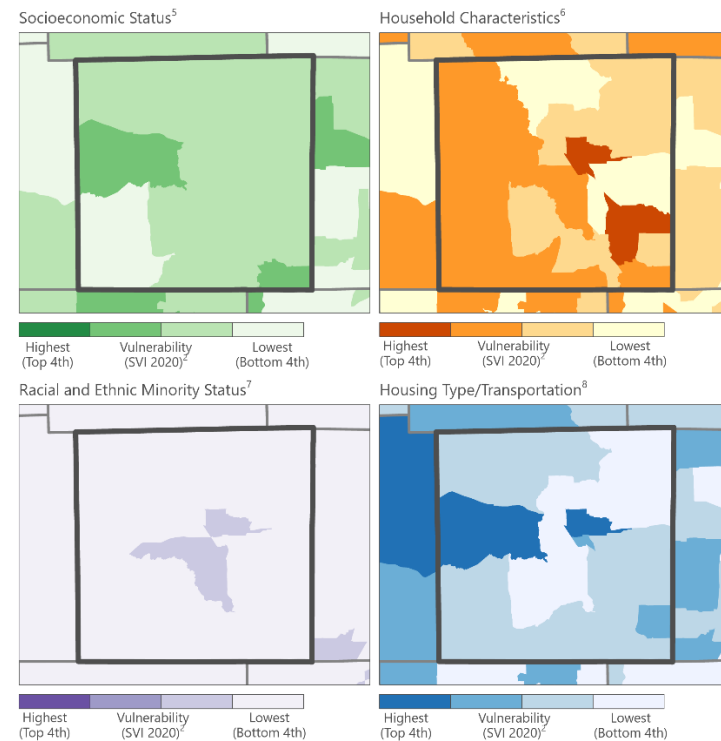 Socioeconomic Status⁵
Household Characteristics⁶
Highest (Top 4th)
Vulnerability (SVI 2020)²
Lowest (Bottom 4th)
Highest (Top 4th)
Vulnerability (SVI 2020)²
Lowest (Bottom 4th)
Racial and Ethnic Minority Status⁷
Housing Type/Transportation⁸
Highest (Top 4th)
Vulnerability (SVI 2020)²
Lowest (Bottom 4th)
Highest (Top 4th)
Vulnerability (SVI 2020)²
Lowest (Bottom 4th)